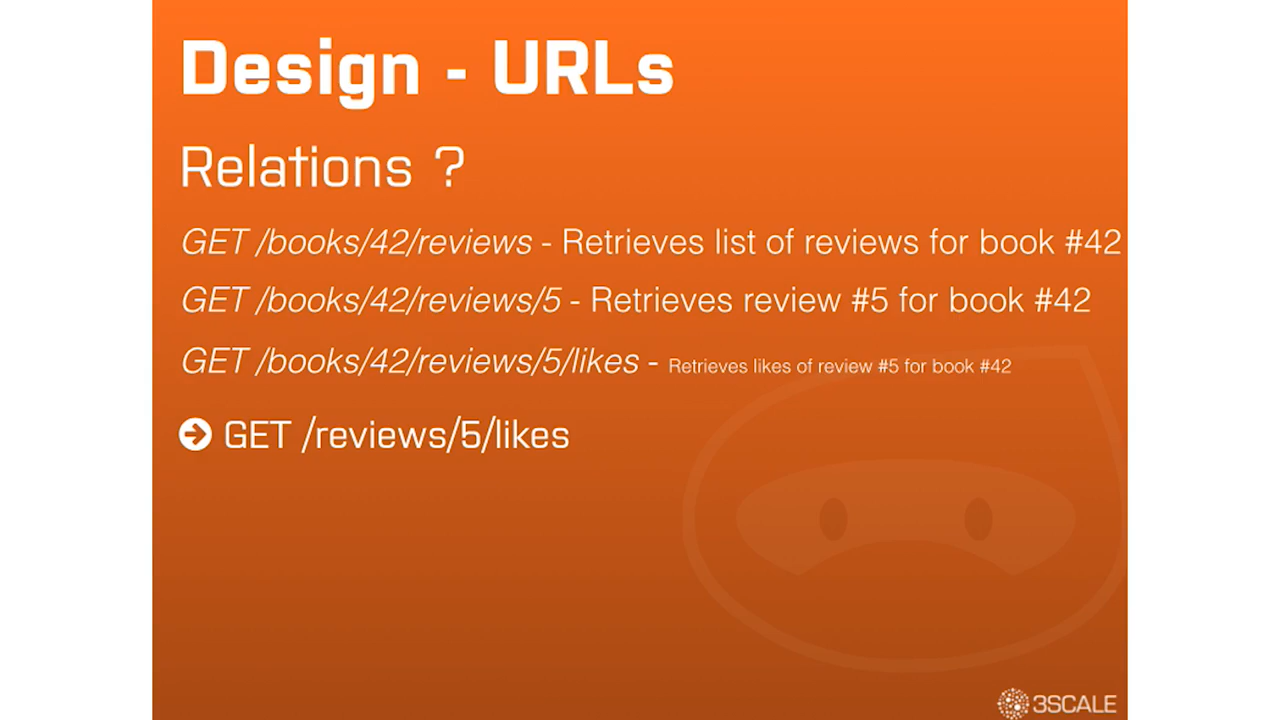 Design - URLs
Relations ?
GET /books/42/reviews - Retrieves list of reviews for book #42
GET /books/42/reviews/5 - Retrieves review #5 for book #42
GET /books/42/reviews/5/likes - Retrieves likes of review #5 for book #42
GET /reviews/5/likes
3SCALE